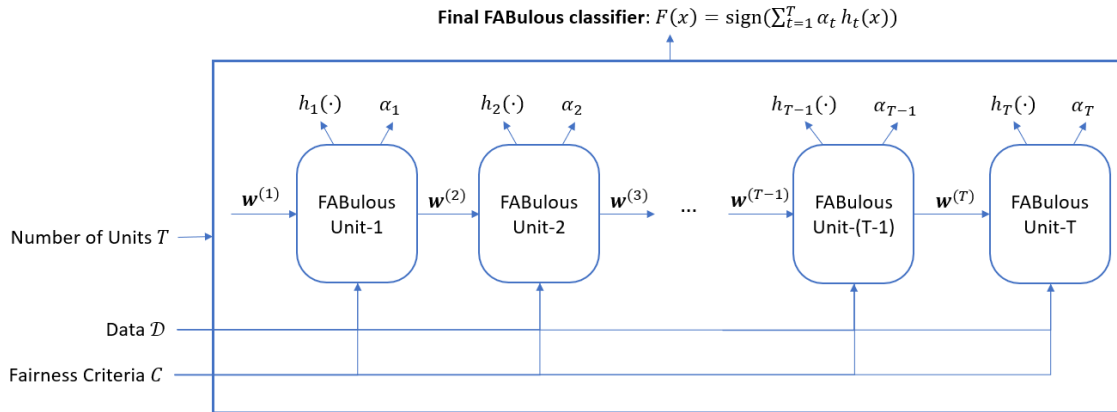 Final FABulous classifier: F(x) = sign(∑_{t=1}^{T} α_t h_t(x))
h_1(·) α_1 h_2(·) α_2 h_{T−1}(·) α_{T−1} h_T(·) α_T
w^{(1)} w^{(2)} w^{(3)} ... w^{(T−1)} w^{(T)}
FABulous
Unit-1
FABulous
Unit-2
FABulous
Unit-(T-1)
FABulous
Unit-T
Number of Units T
Data 𝒟
Fairness Criteria C